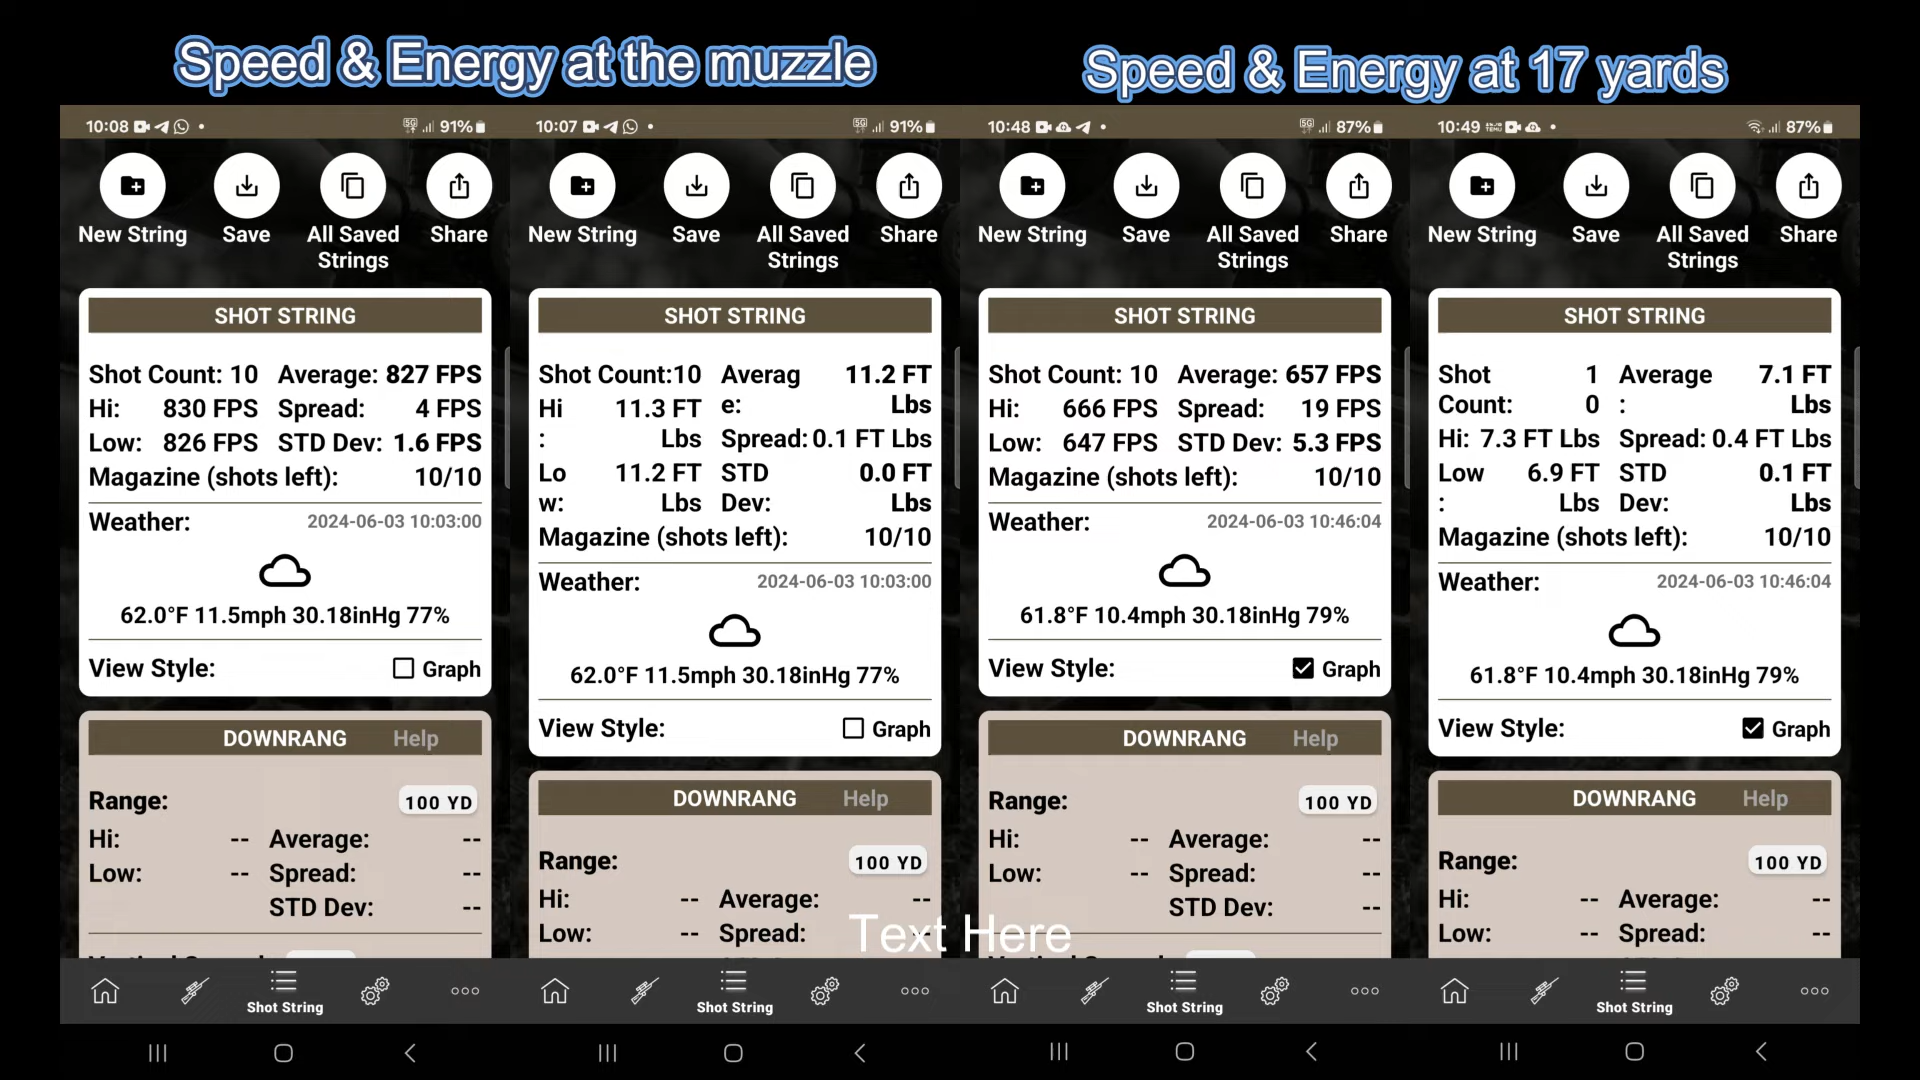 Speed & Energy at the muzzle
Speed & Energy at 17 yards
10:08
91%
New String
Save
All Saved
Strings
Share
SHOT STRING
Shot Count: 10 Average: 827 FPS
Hi: 830 FPS Spread: 4 FPS
Low: 826 FPS STD Dev: 1.6 FPS
Magazine (shots left): 10/10
Weather: 2024-06-03 10:03:00
62.0°F 11.5mph 30.18inHg 77%
View Style: Graph
DOWNRANG Help
Range: 100 YD
Hi: -- Average: --
Low: -- Spread: --
STD Dev: --
Shot String
10:07
91%
New String
Save
All Saved
Strings
Share
SHOT STRING
Shot Count:10 Averag 11.2 FT
Hi 11.3 FT e: Lbs
: Lbs Spread: 0.1 FT Lbs
Lo 11.2 FT STD 0.0 FT
w: Lbs Dev: Lbs
Magazine (shots left): 10/10
Weather: 2024-06-03 10:03:00
62.0°F 11.5mph 30.18inHg 77%
View Style: Graph
DOWNRANG Help
Range: 100 YD
Hi: -- Average: --
Low: -- Spread: --
Shot String
Text Here
5G
10:48
87%
New String
Save
All Saved
Strings
Share
SHOT STRING
Shot Count: 10 Average: 657 FPS
Hi: 666 FPS Spread: 19 FPS
Low: 647 FPS STD Dev: 5.3 FPS
Magazine (shots left): 10/10
Weather: 2024-06-03 10:46:04
61.8°F 10.4mph 30.18inHg 79%
View Style: Graph
DOWNRANG Help
Range: 100 YD
Hi: -- Average: --
Low: -- Spread: --
STD Dev: --
Shot String
10:49
87%
New String
Save
All Saved
Strings
Share
SHOT STRING
Shot 1 Average 7.1 FT
Count: 0 : Lbs
Hi: 7.3 FT Lbs Spread: 0.4 FT Lbs
Low 6.9 FT STD 0.1 FT
: Lbs Dev: Lbs
Magazine (shots left): 10/10
Weather: 2024-06-03 10:46:04
61.8°F 10.4mph 30.18inHg 79%
View Style: Graph
DOWNRANG Help
Range: 100 YD
Hi: -- Average: --
Low: -- Spread: --
Shot String